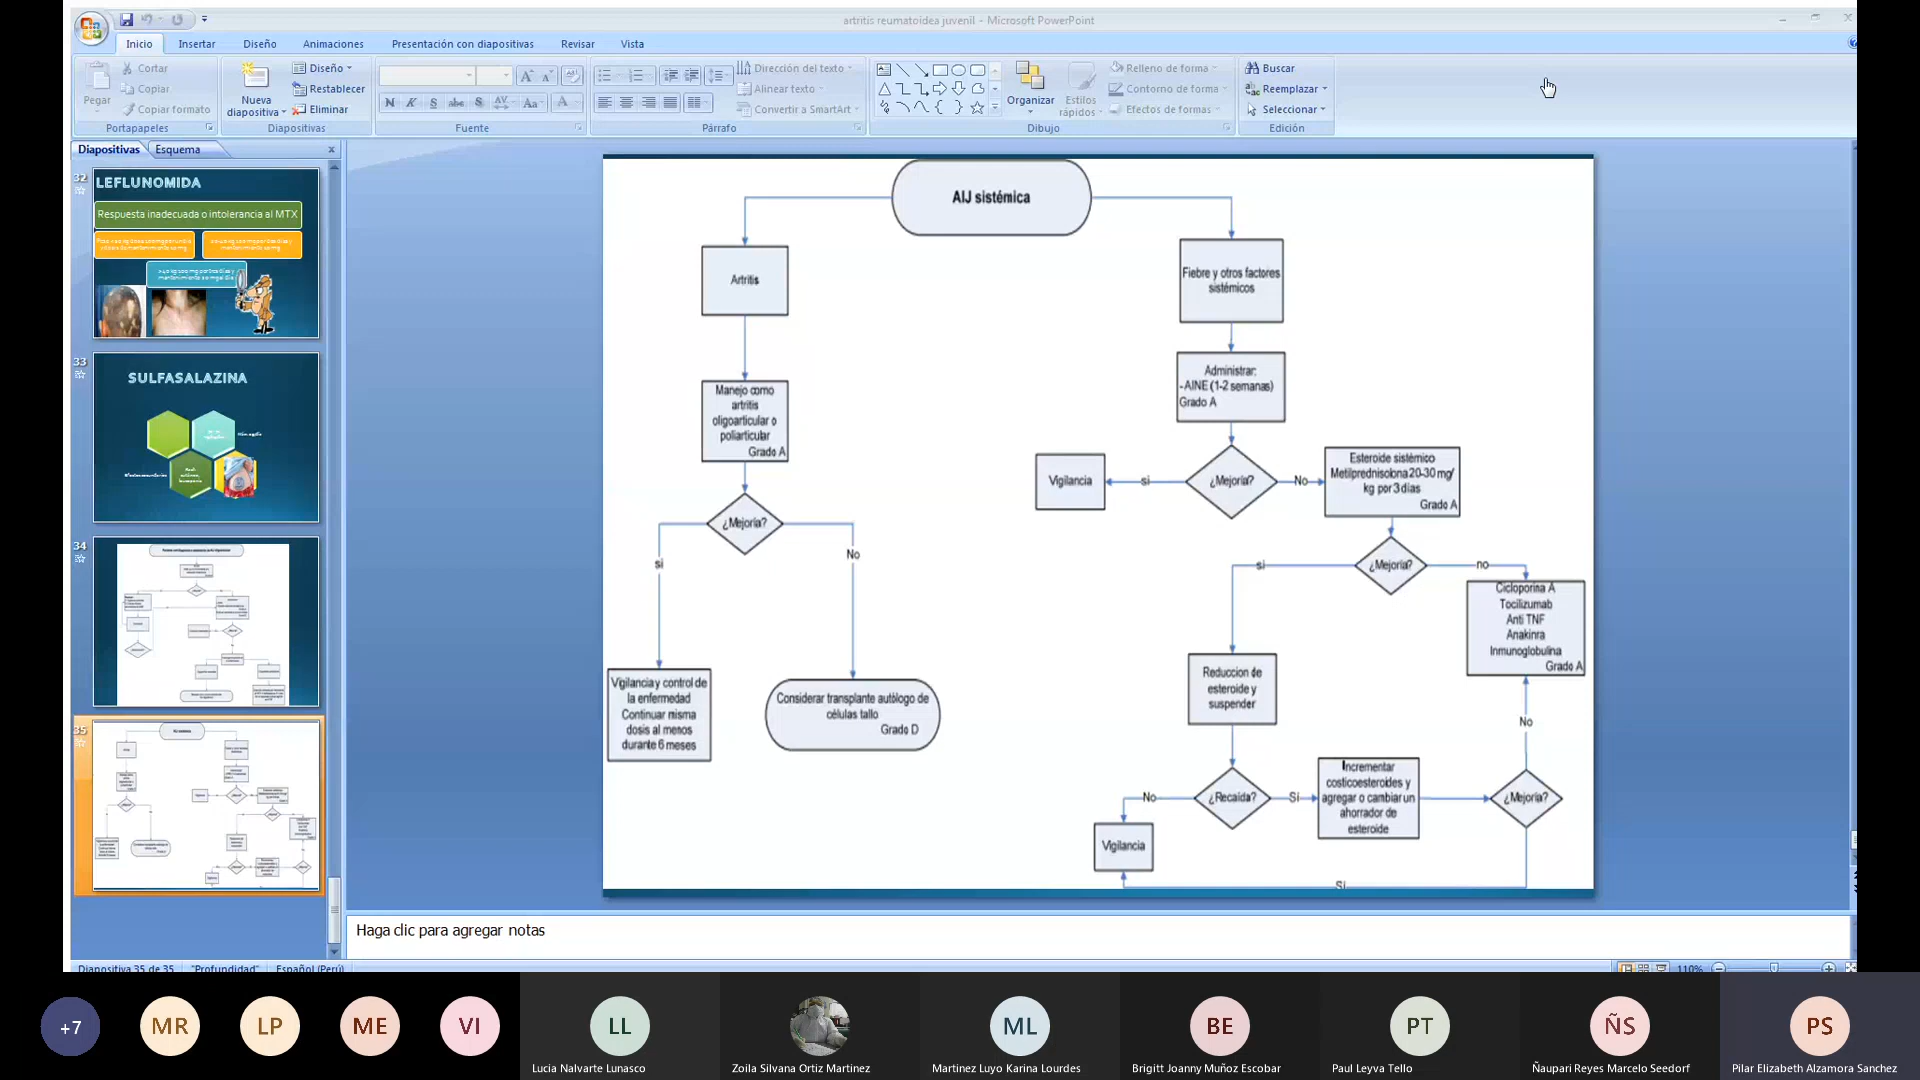 artritis reumatoidea juvenil - Microsoft PowerPoint
Inicio
Insertar
Diseño
Animaciones
Presentación con diapositivas
Revisar
Vista
Pegar
Cortar
Copiar
Copiar formato
Portapapeles
Nueva
diapositiva
Diseño
Restablecer
Eliminar
Diapositivas
Fuente
Dirección del texto
Alinear texto
Convertir a SmartArt
Párrafo
Organizar
Estilos
rápidos
Relleno de forma
Contorno de forma
Efectos de formas
Dibujo
Buscar
Reemplazar
Seleccionar
Edición
Diapositivas
Esquema
32
LEFLUNOMIDA
Respuesta inadecuada o intolerancia al MTX
33
SULFASALAZINA
34
35
AIJ sistémica
Artritis
Manejo como
artritis
oligoarticular o
poliarticular
Grado A
¿Mejoría?
si
No
Vigilancia y control de
la enfermedad
Continuar misma
dosis al menos
durante 6 meses
Considerar transplante autólogo de
células tallo
Grado D
Fiebre y otros factores
sistémicos
Administrar:
-AINE (1-2 semanas)
Grado A
¿Mejoría?
si
Vigilancia
No
Esteroide sistémico
Metilprednisolona 20-30 mg/
kg por 3 días
Grado A
¿Mejoría?
si
no
Cicloporina A
Tocilizumab
Anti TNF
Anakinra
Inmunoglobulina
Grado A
Reduccion de
esteroide y
suspender
¿Recaída?
No
Vigilancia
Si
Incrementar
costicoesteroides y
agregar o cambiar un
ahorrador de
esteroide
¿Mejoría?
No
Si
Haga clic para agregar notas
Diapositiva 35 de 35
"Profundidad"
Español (Perú)
110%
+7
MR
LP
ME
VI
LL
Lucia Nalvarte Lunasco
Zoila Silvana Ortiz Martinez
ML
Martinez Luyo Karina Lourdes
BE
Brigitt Joanny Muñoz Escobar
PT
Paul Leyva Tello
ÑS
Ñaupari Reyes Marcelo Seedorf
PS
Pilar Elizabeth Alzamora Sanchez